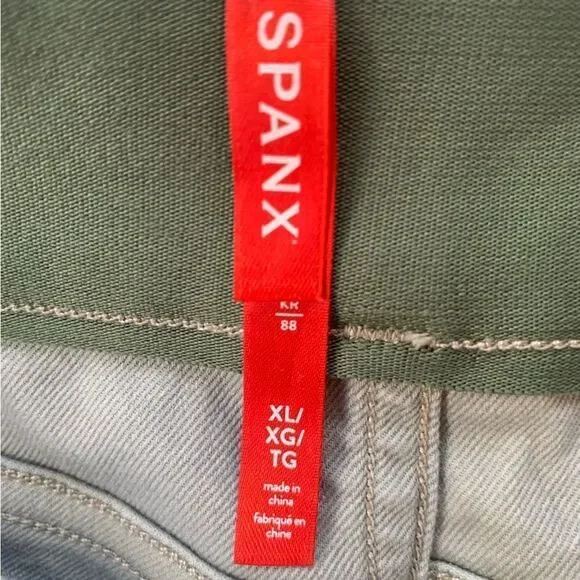 SPANX
KR
88
XL/
XG/
TG
made in
china
fabriqué en
chine